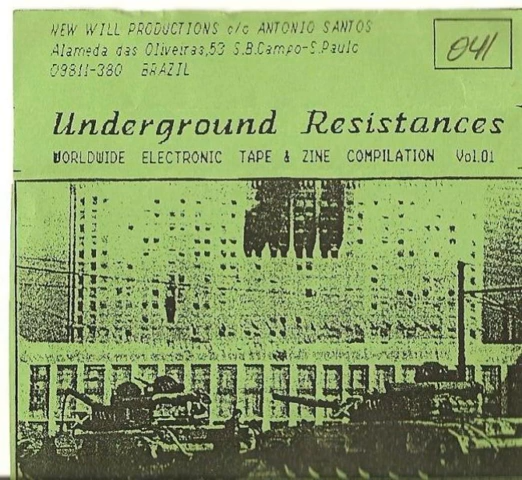 NEW WILL PRODUCTIONS c/o ANTONIO SANTOS
Alameda das Oliveiras,53 S.B.Campo-S.Paulo
09811-380 BRAZIL
041
Underground Resistances
WORLDWIDE ELECTRONIC TAPE & ZINE COMPILATION Vol.01